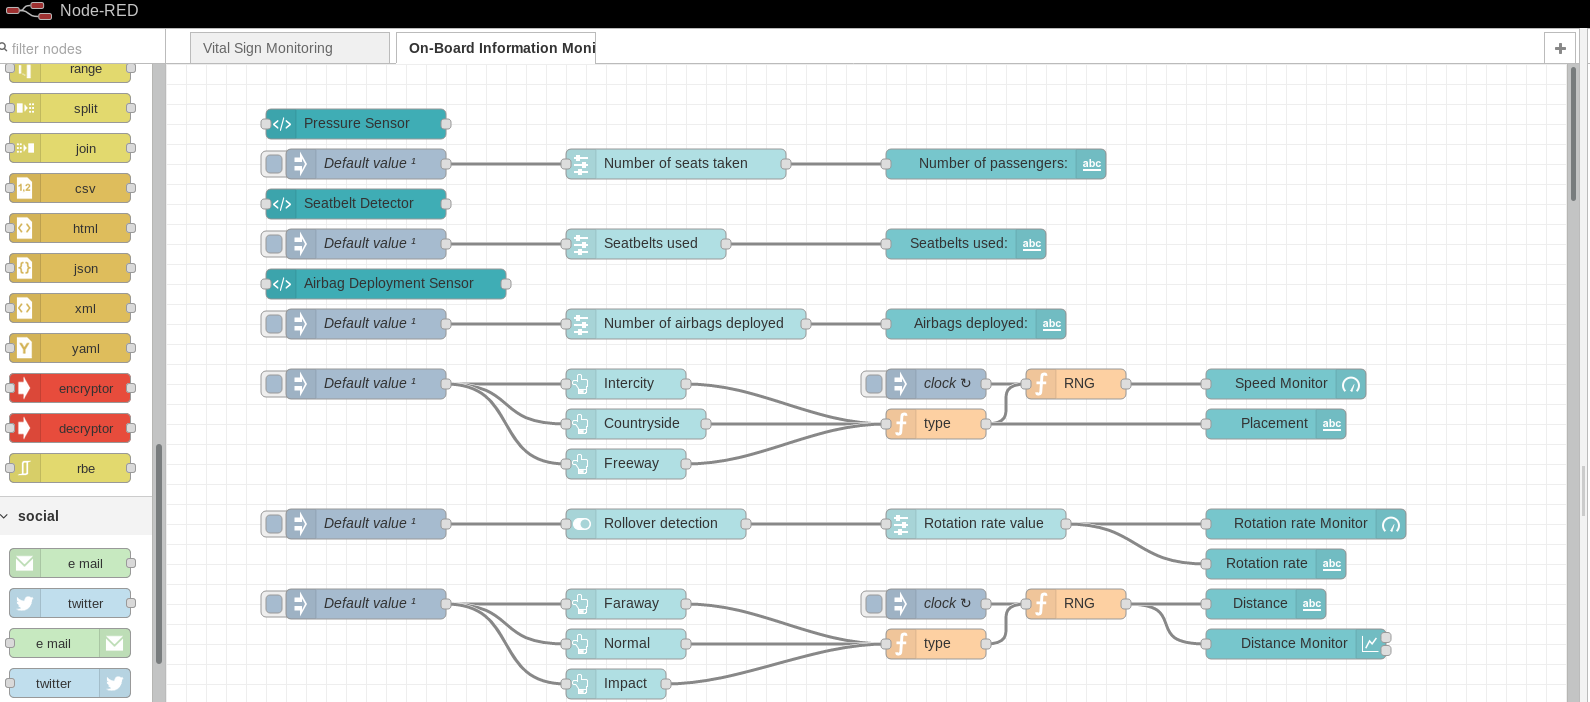 Node-RED
filter nodes
Vital Sign Monitoring
On-Board Information Moni
+
range
split
join
csv
html
json
xml
yaml
encryptor
decryptor
rbe
social
e mail
twitter
e mail
twitter
Pressure Sensor
Default value ¹
Number of seats taken
Number of passengers:
abc
Seatbelt Detector
Default value ¹
Seatbelts used
Seatbelts used:
abc
Airbag Deployment Sensor
Default value ¹
Number of airbags deployed
Airbags deployed:
abc
Default value ¹
Intercity
clock ↻
RNG
Speed Monitor
Countryside
type
Placement
abc
Freeway
Default value ¹
Rollover detection
Rotation rate value
Rotation rate Monitor
Rotation rate
abc
Default value ¹
Faraway
clock ↻
RNG
Distance
abc
Normal
type
Distance Monitor
Impact